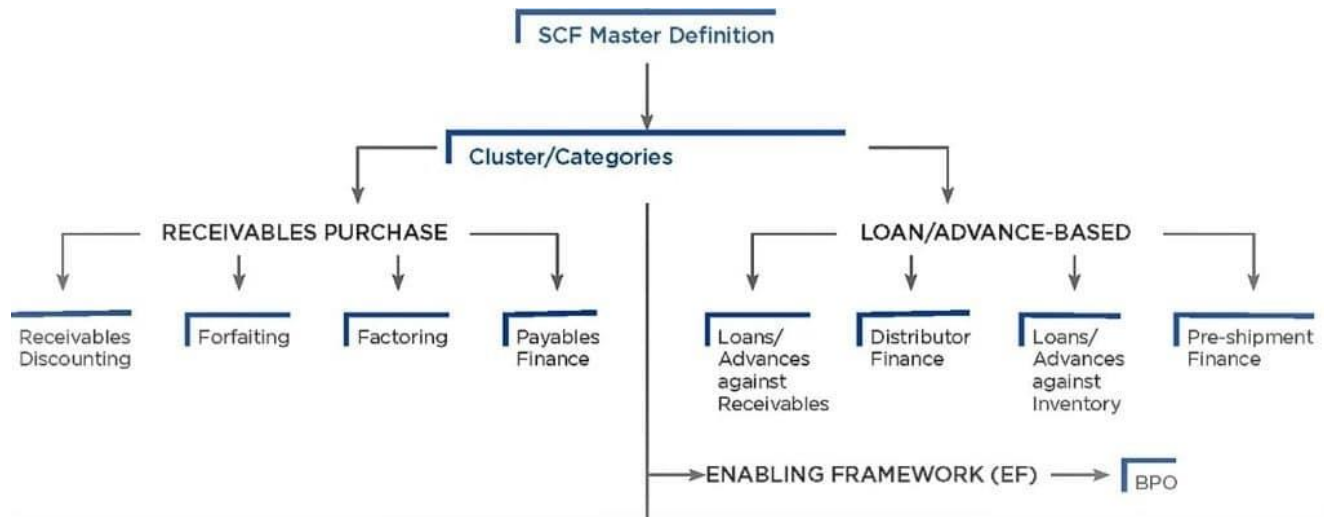 SCF Master Definition
Cluster/Categories
RECEIVABLES PURCHASE
LOAN/ADVANCE-BASED
Receivables
Discounting
Forfaiting
Factoring
Payables
Finance
Loans/
Advances
against
Receivables
Distributor
Finance
Loans/
Advances
against
Inventory
Pre-shipment
Finance
ENABLING FRAMEWORK (EF)
BPO